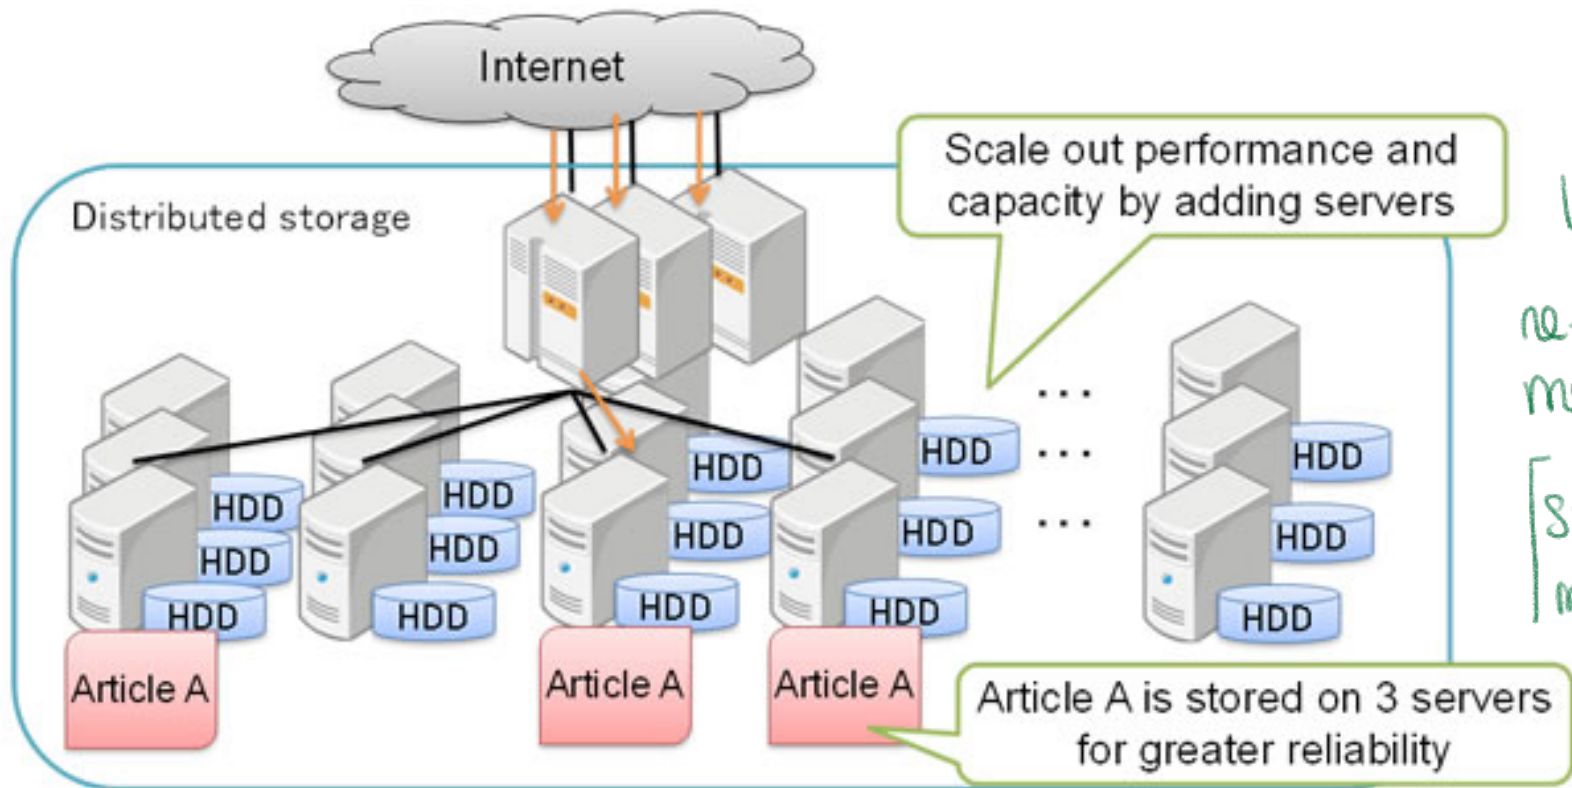 Internet
Scale out performance and
capacity by adding servers
Distributed storage
...
HDD
HDD
...
HDD
HDD
HDD
HDD
HDD
HDD
HDD
...
HDD
HDD
HDD
HDD
HDD
HDD
HDD
Article A
Article A
Article A
Article A is stored on 3 servers
for greater reliability